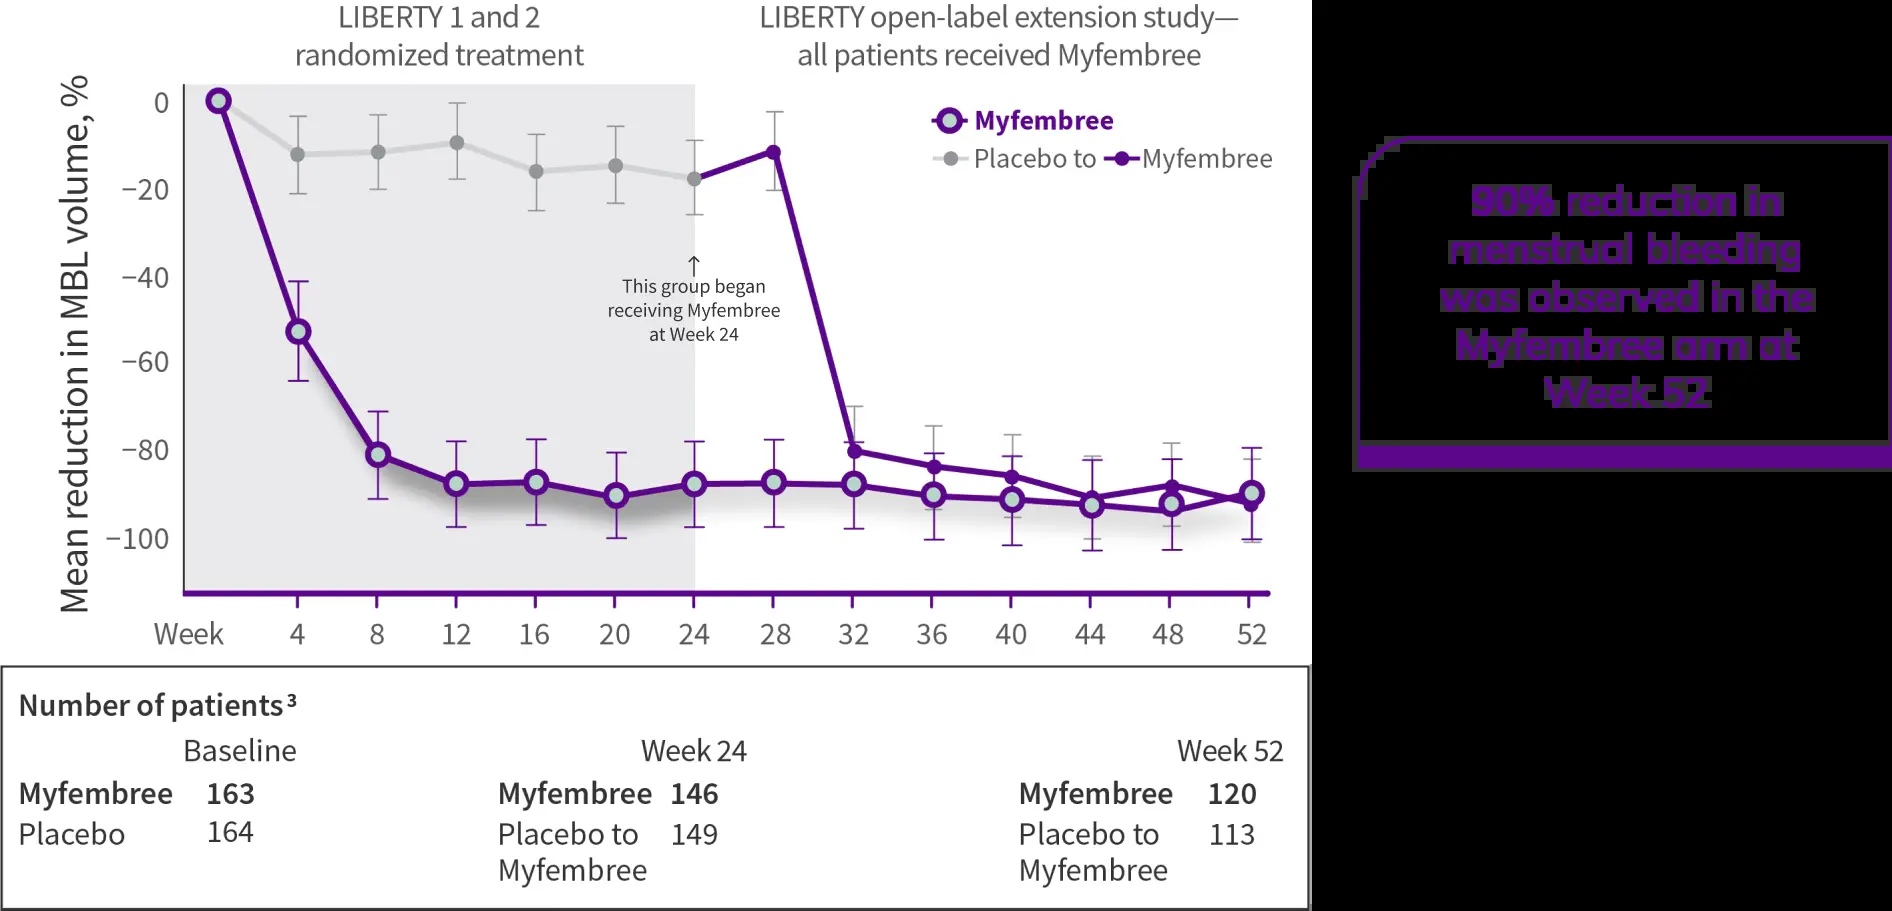 LIBERTY 1 and 2
randomized treatment
LIBERTY open-label extension study—
all patients received Myfembree
Mean reduction in MBL volume, %
0
−20
−40
−60
−80
−100
Myfembree
Placebo to Myfembree
↑
This group began
receiving Myfembree
at Week 24
Week 4 8 12 16 20 24 28 32 36 40 44 48 52
Number of patients³
Baseline Week 24 Week 52
Myfembree 163 Myfembree 146 Myfembree 120
Placebo 164 Placebo to 149 Placebo to 113
Myfembree Myfembree
90% reduction in
menstrual bleeding
was observed in the
Myfembree arm at
Week 52